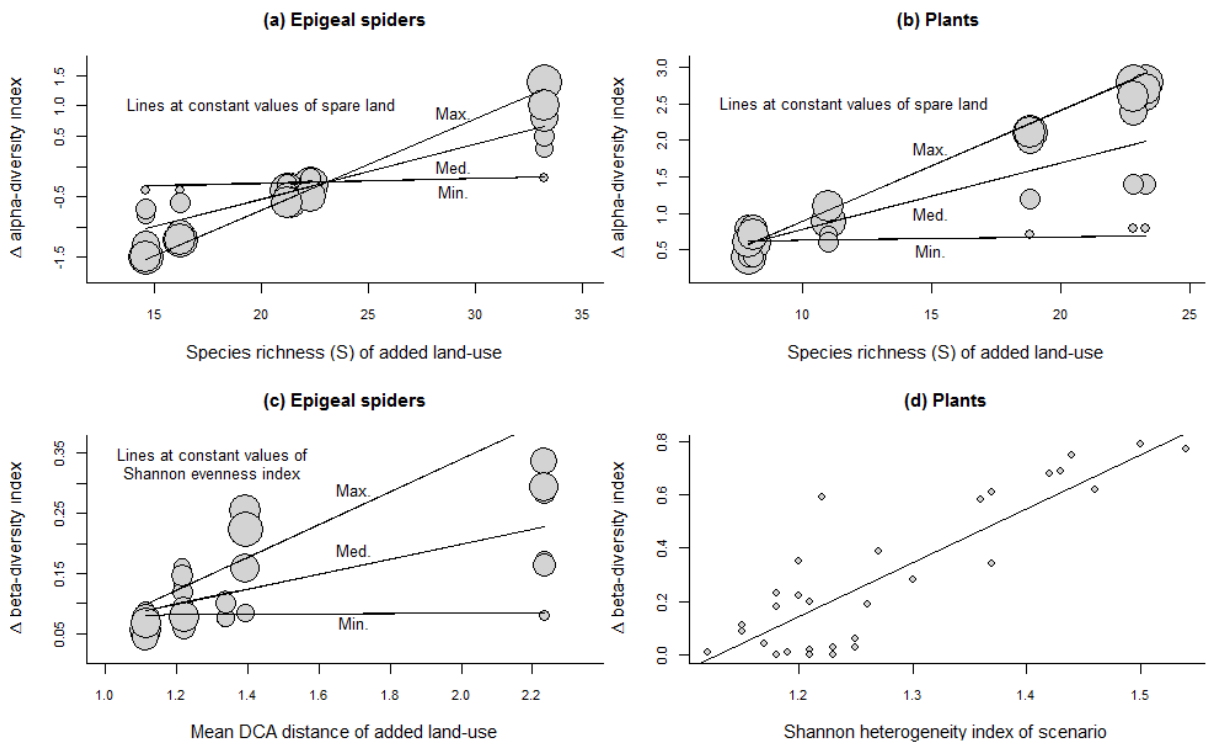 (a) Epigeal spiders
Δ alpha-diversity index
-1.5
-0.5
0.5
1.0
1.5
Lines at constant values of spare land
Max.
Med.
Min.
15
20
25
30
35
Species richness (S) of added land-use
(b) Plants
Δ alpha-diversity index
0.5
1.0
1.5
2.0
2.5
3.0
Lines at constant values of spare land
Max.
Med.
Min.
10
15
20
25
Species richness (S) of added land-use
(c) Epigeal spiders
Δ beta-diversity index
0.05
0.15
0.25
0.35
Lines at constant values of
Shannon evenness index
Max.
Med.
Min.
1.0
1.2
1.4
1.6
1.8
2.0
2.2
Mean DCA distance of added land-use
(d) Plants
Δ beta-diversity index
0.0
0.2
0.4
0.6
0.8
1.2
1.3
1.4
1.5
Shannon heterogeneity index of scenario